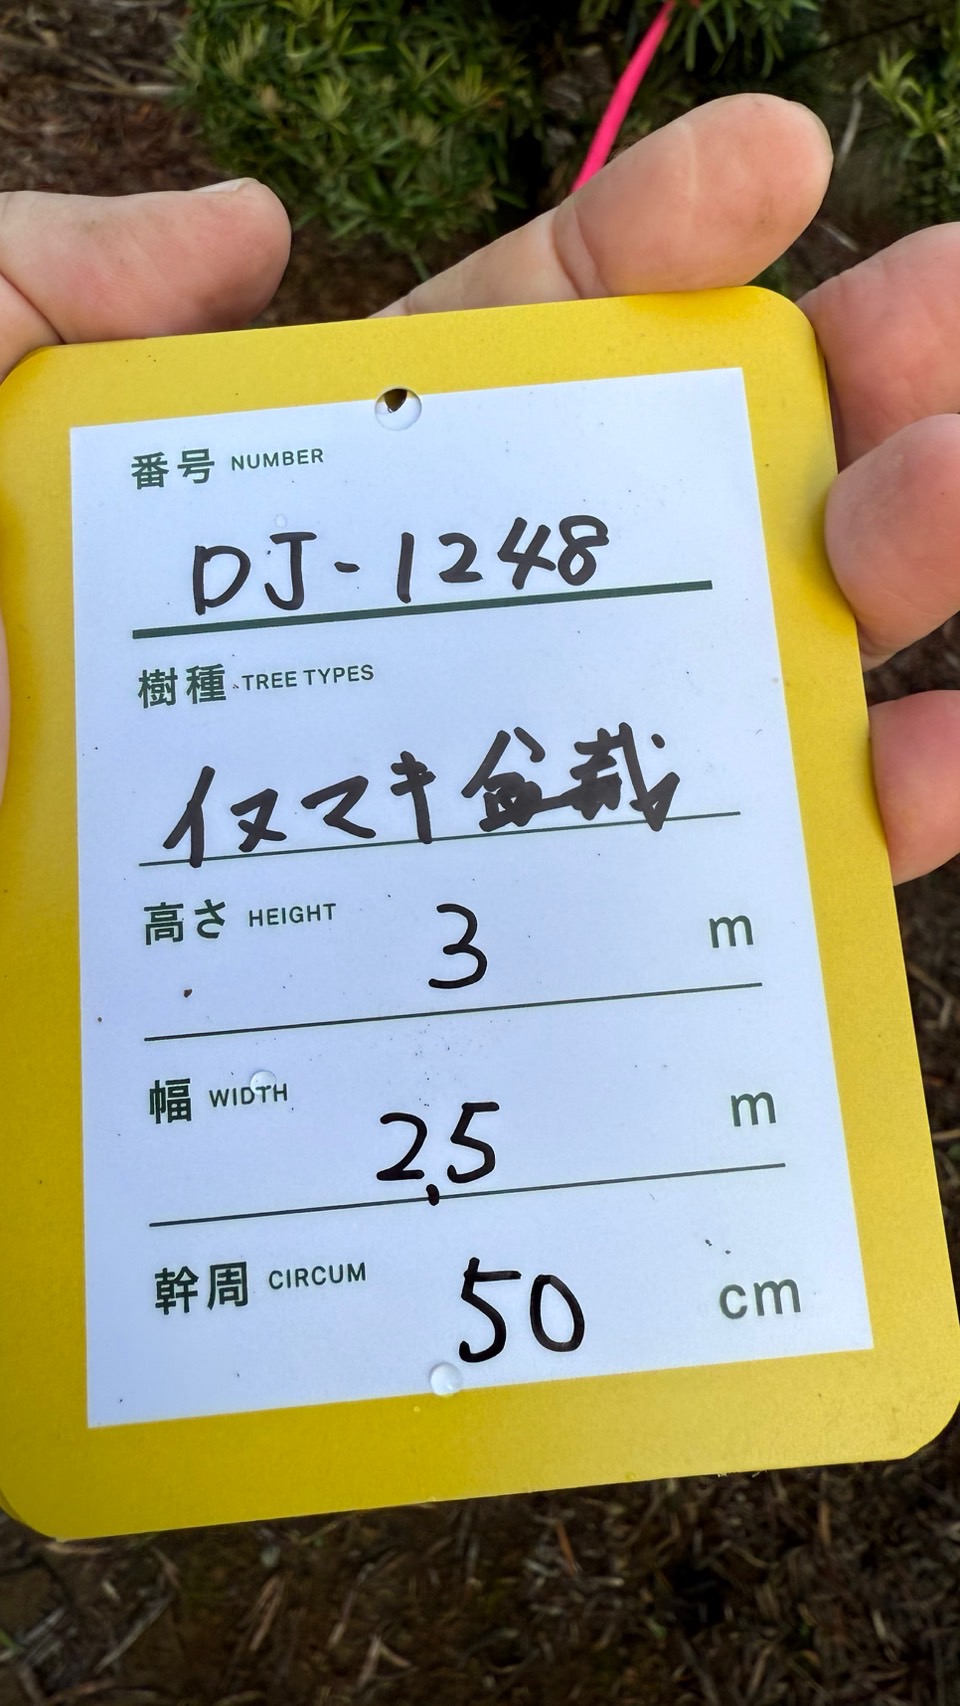 番号 NUMBER
DJ-1248
樹種 TREE TYPES
イヌマキ盆栽
高さ HEIGHT 3 m
幅 WIDTH 2.5 m
幹周 CIRCUM 50 cm